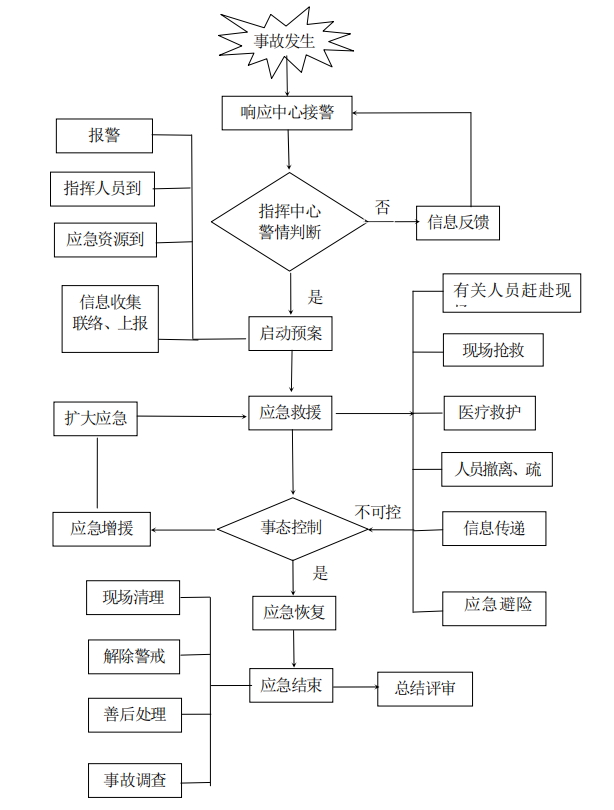 事故发生
响应中心接警
报警
指挥人员到
应急资源到
信息收集
联络、上报
指挥中心
警情判断
否
信息反馈
是
启动预案
有关人员赶赴现
现场抢救
扩大应急
应急救援
医疗救护
人员撤离、疏
应急增援
事态控制
不可控
信息传递
是
现场清理
应急恢复
应急避险
解除警戒
应急结束
总结评审
善后处理
事故调查